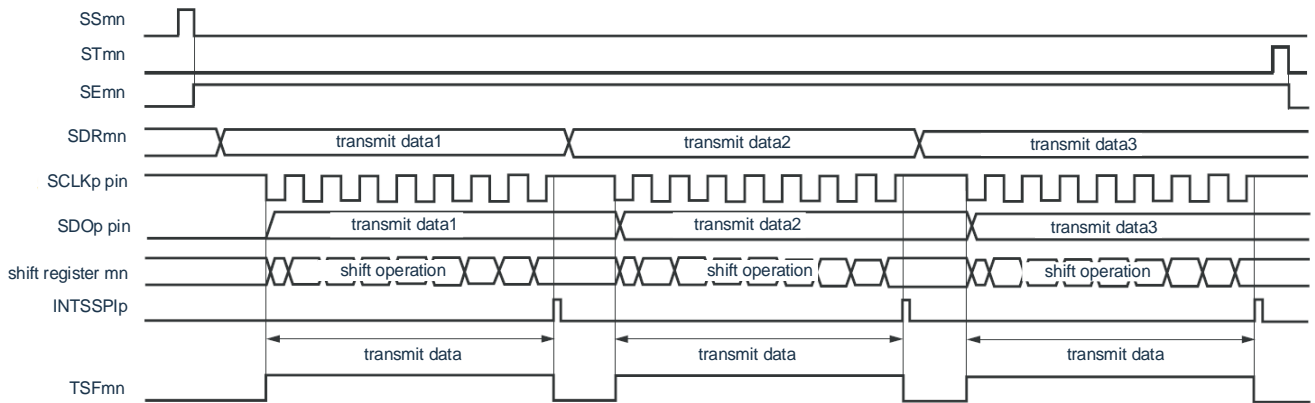 SSmn
STmn
SEmn
SDRmn transmit data1 transmit data2 transmit data3
SCLKp pin
SDOp pin transmit data1 transmit data2 transmit data3
shift register mn shift operation shift operation shift operation
INTSSPIp
transmit data transmit data transmit data
TSFmn